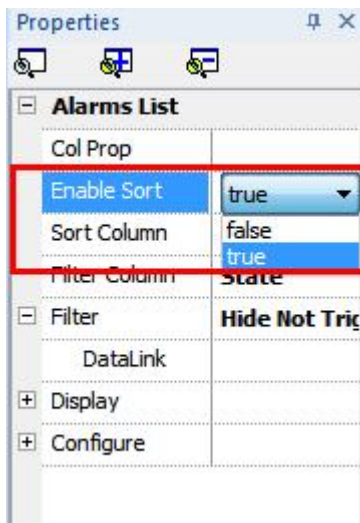 Properties
Alarms List
Col Prop
Enable Sort true
Sort Column false
true
Filter Column State
Filter Hide Not Trig
DataLink
Display
Configure